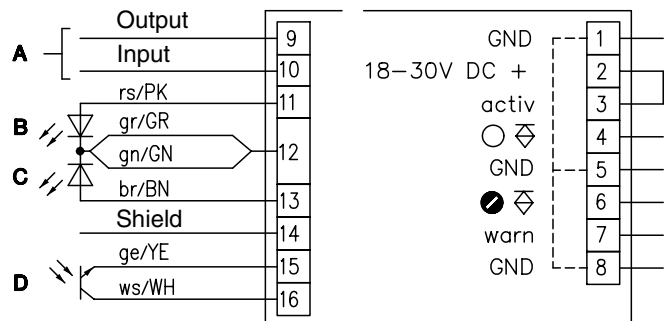 Output 9 GND 1
A
Input 10 18-30V DC + 2
rs/PK 11 activ 3
B gr/GR 4
12
gn/GN GND 5
C
br/BN 13 6
Shield 14 warn 7
ge/YE 15 GND 8
D
ws/WH 16